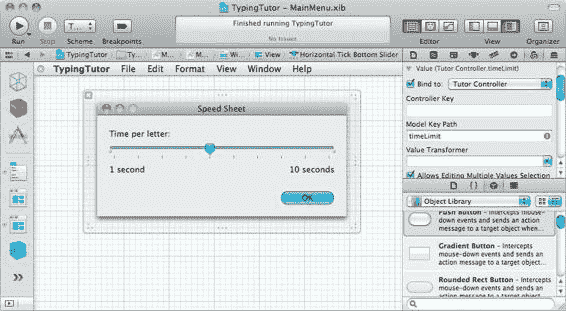 TypingTutor – MainMenu.xib
Run
Stop
Scheme
Breakpoints
Finished running TypingTutor
No Issues
Editor
View
Organizer
TypingTutor
Horizontal Tick Bottom Slider
TypingTutor File Edit Format View Window Help
Speed Sheet
Time per letter:
1 second
10 seconds
OK
Value (Tutor Controller.timeLimit)
Bind to: Tutor Controller
Controller Key
Model Key Path
timeLimit
Value Transformer
Allows Editing Multiple Values Selection
Object Library
Push Button – Intercepts mouse-
down events and sends an
action message to a target object...
Gradient Button – Intercepts
mouse-down events and sends an
action message to a target object...
Rounded Rect Button – Intercepts
mouse-down events and sends an
action message to a target object...